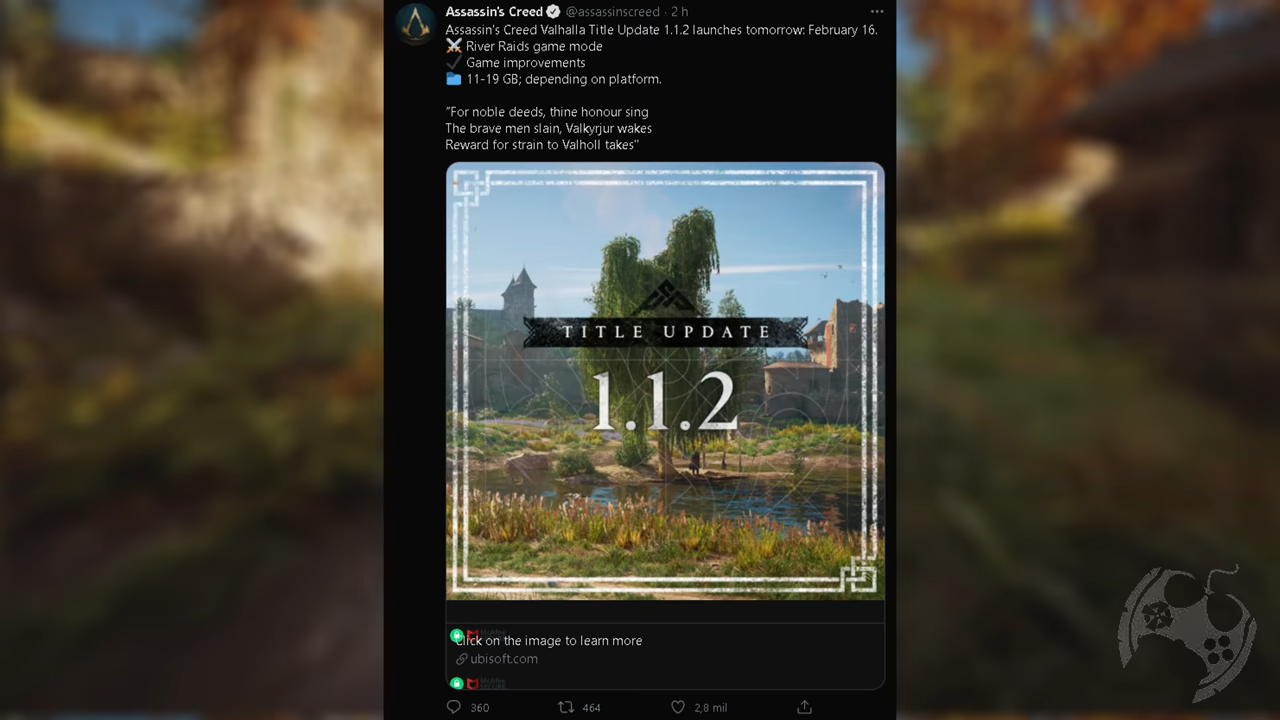 Assassin's Creed @assassinscreed · 2 h
Assassin's Creed Valhalla Title Update 1.1.2 launches tomorrow: February 16.
River Raids game mode
Game improvements
11-19 GB; depending on platform.
"For noble deeds, thine honour sing
The brave men slain, Valkyrjur wakes
Reward for strain to Valholl takes"
TITLE UPDATE
1.1.2
McAfee
Click on the image to learn more
ubisoft.com
McAfee
SECURE
360 464 2,8 mil